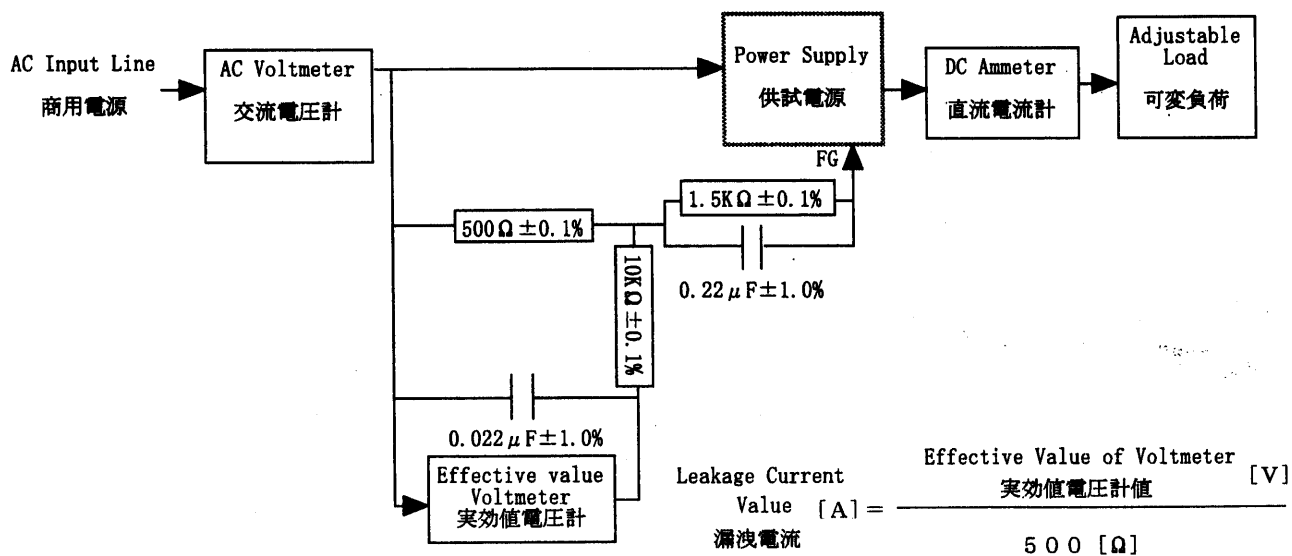 AC Input Line
商用電源
AC Voltmeter
交流電圧計
Power Supply
供試電源
FG
DC Ammeter
直流電流計
Adjustable
Load
可変負荷
500Ω±0.1%
1.5KΩ±0.1%
0.22μF±1.0%
10KΩ±0.1%
0.022μF±1.0%
Effective value
Voltmeter
実効値電圧計
Leakage Current
Value [A] =
漏洩電流
Effective Value of Voltmeter
実効値電圧計値 [V]
500 [Ω]